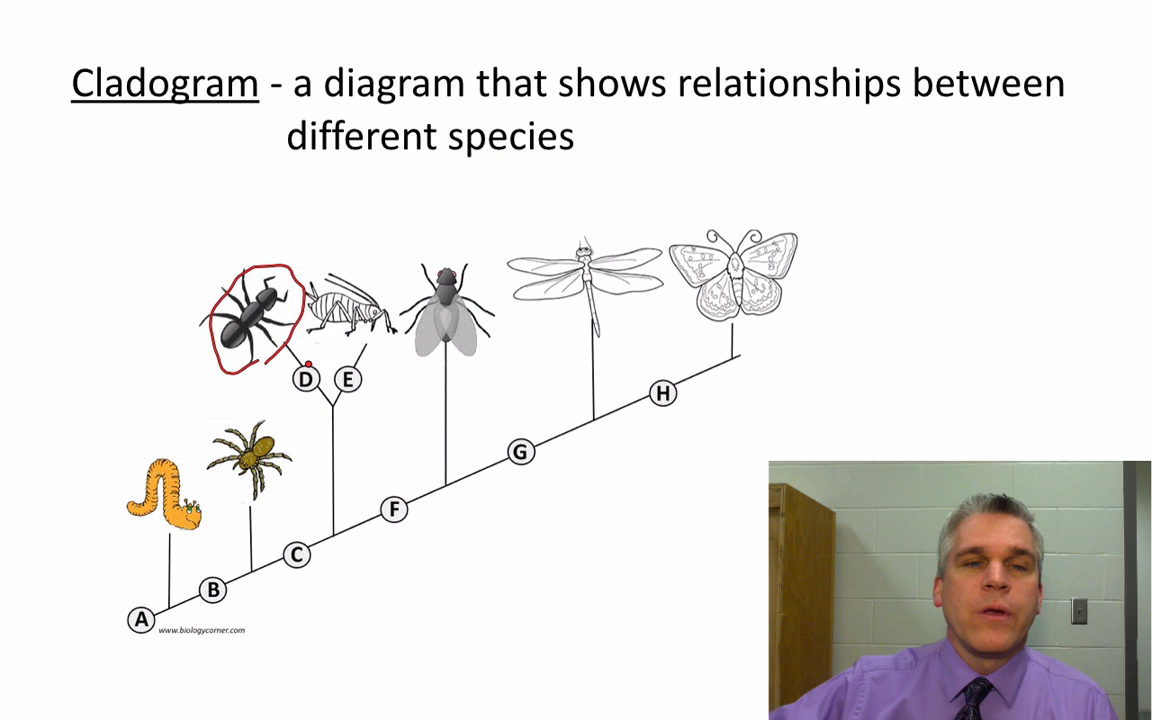 Cladogram - a diagram that shows relationships between
different species
D E
H
G
F
C
B
A
www.biologycorner.com